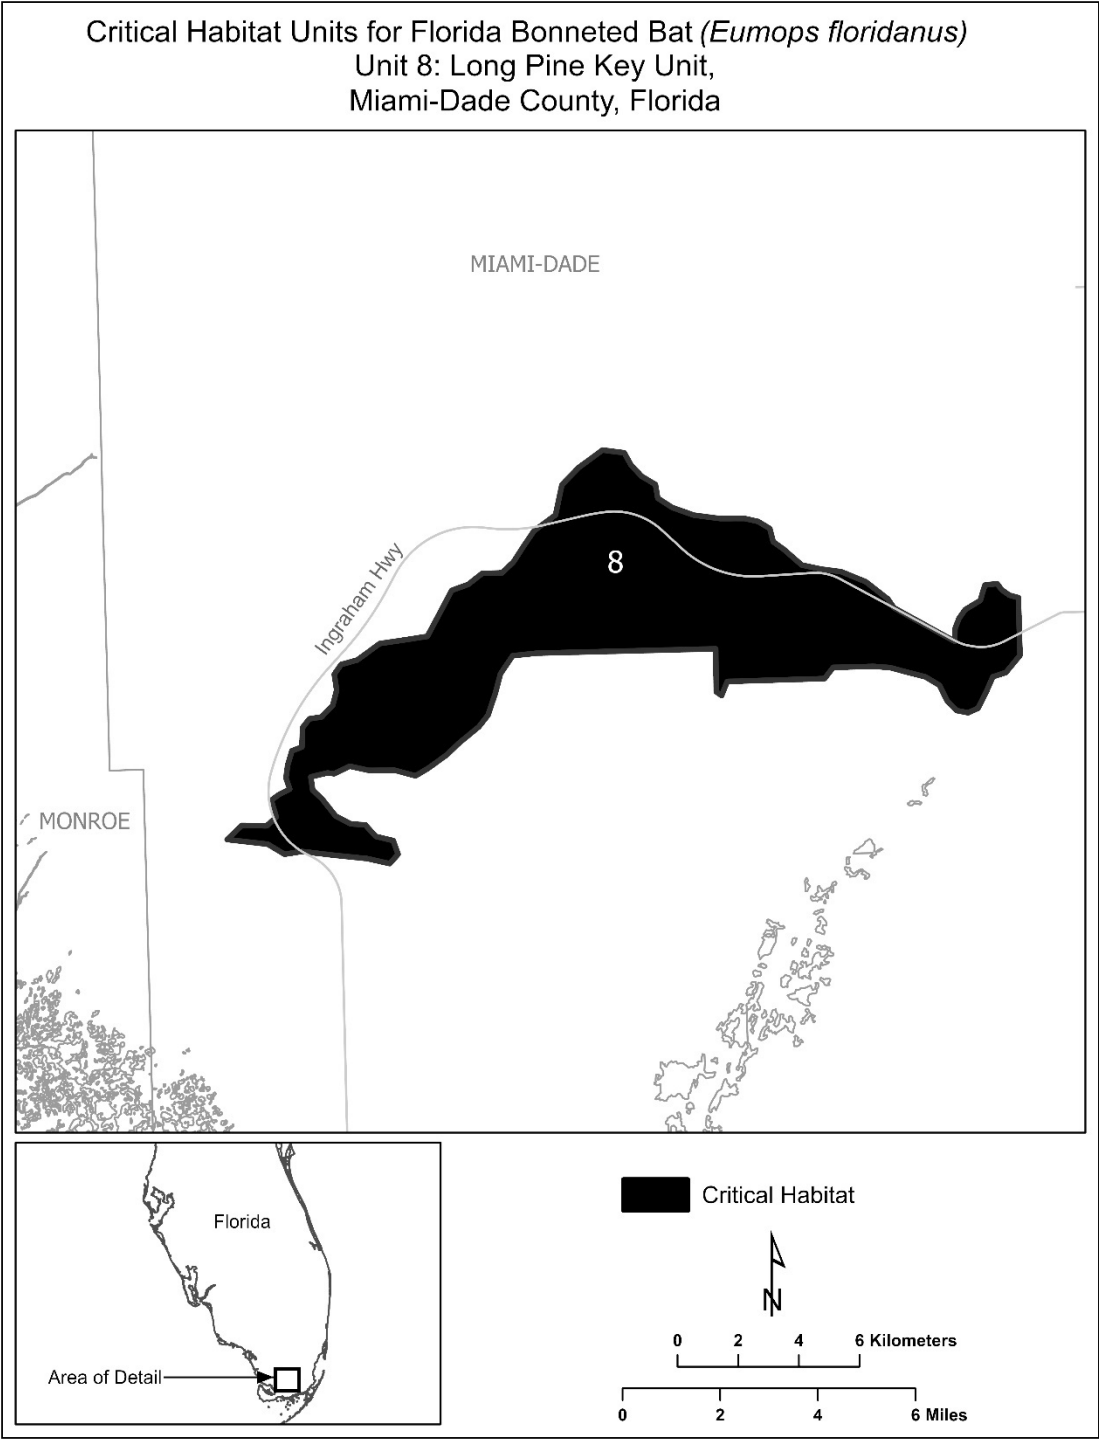 Critical Habitat Units for Florida Bonneted Bat (Eumops floridanus)
Unit 8: Long Pine Key Unit,
Miami-Dade County, Florida
MIAMI-DADE
8
Ingraham Hwy
MONROE
Florida
Area of Detail
Critical Habitat
N
0 2 4 6 Kilometers
0 2 4 6 Miles